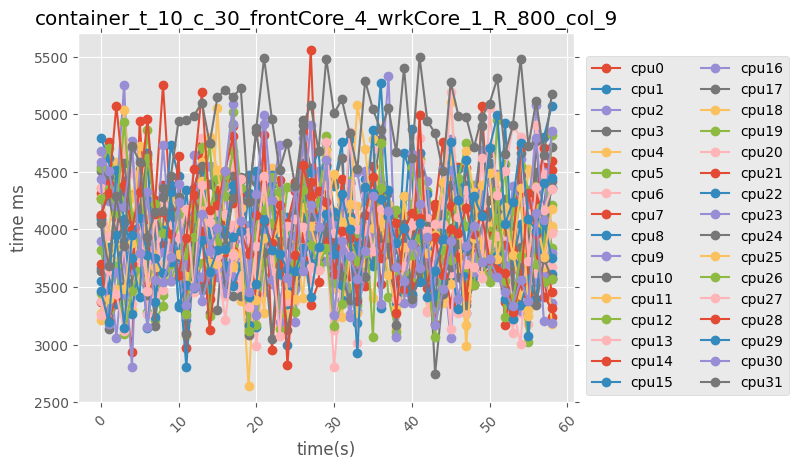 container_t_10_c_30_frontCore_4_wrkCore_1_R_800_col_9
time ms
5500
5000
4500
4000
3500
3000
2500
0
10
20
30
40
50
60
time(s)
cpu0
cpu1
cpu2
cpu3
cpu4
cpu5
cpu6
cpu7
cpu8
cpu9
cpu10
cpu11
cpu12
cpu13
cpu14
cpu15
cpu16
cpu17
cpu18
cpu19
cpu20
cpu21
cpu22
cpu23
cpu24
cpu25
cpu26
cpu27
cpu28
cpu29
cpu30
cpu31